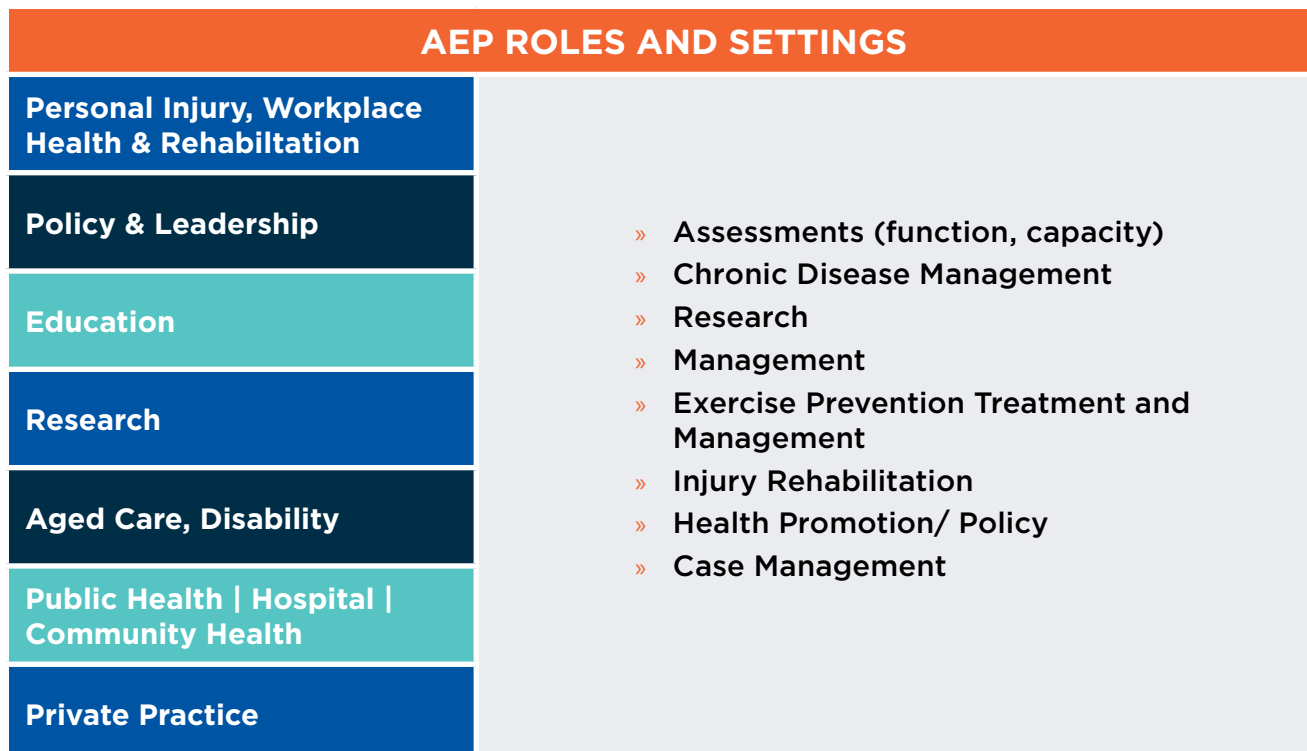 AEP ROLES AND SETTINGS
Personal Injury, Workplace
Health & Rehabiltation
Policy & Leadership
Education
Research
Aged Care, Disability
Public Health | Hospital |
Community Health
Private Practice
» Assessments (function, capacity)
» Chronic Disease Management
» Research
» Management
» Exercise Prevention Treatment and
Management
» Injury Rehabilitation
» Health Promotion/ Policy
» Case Management